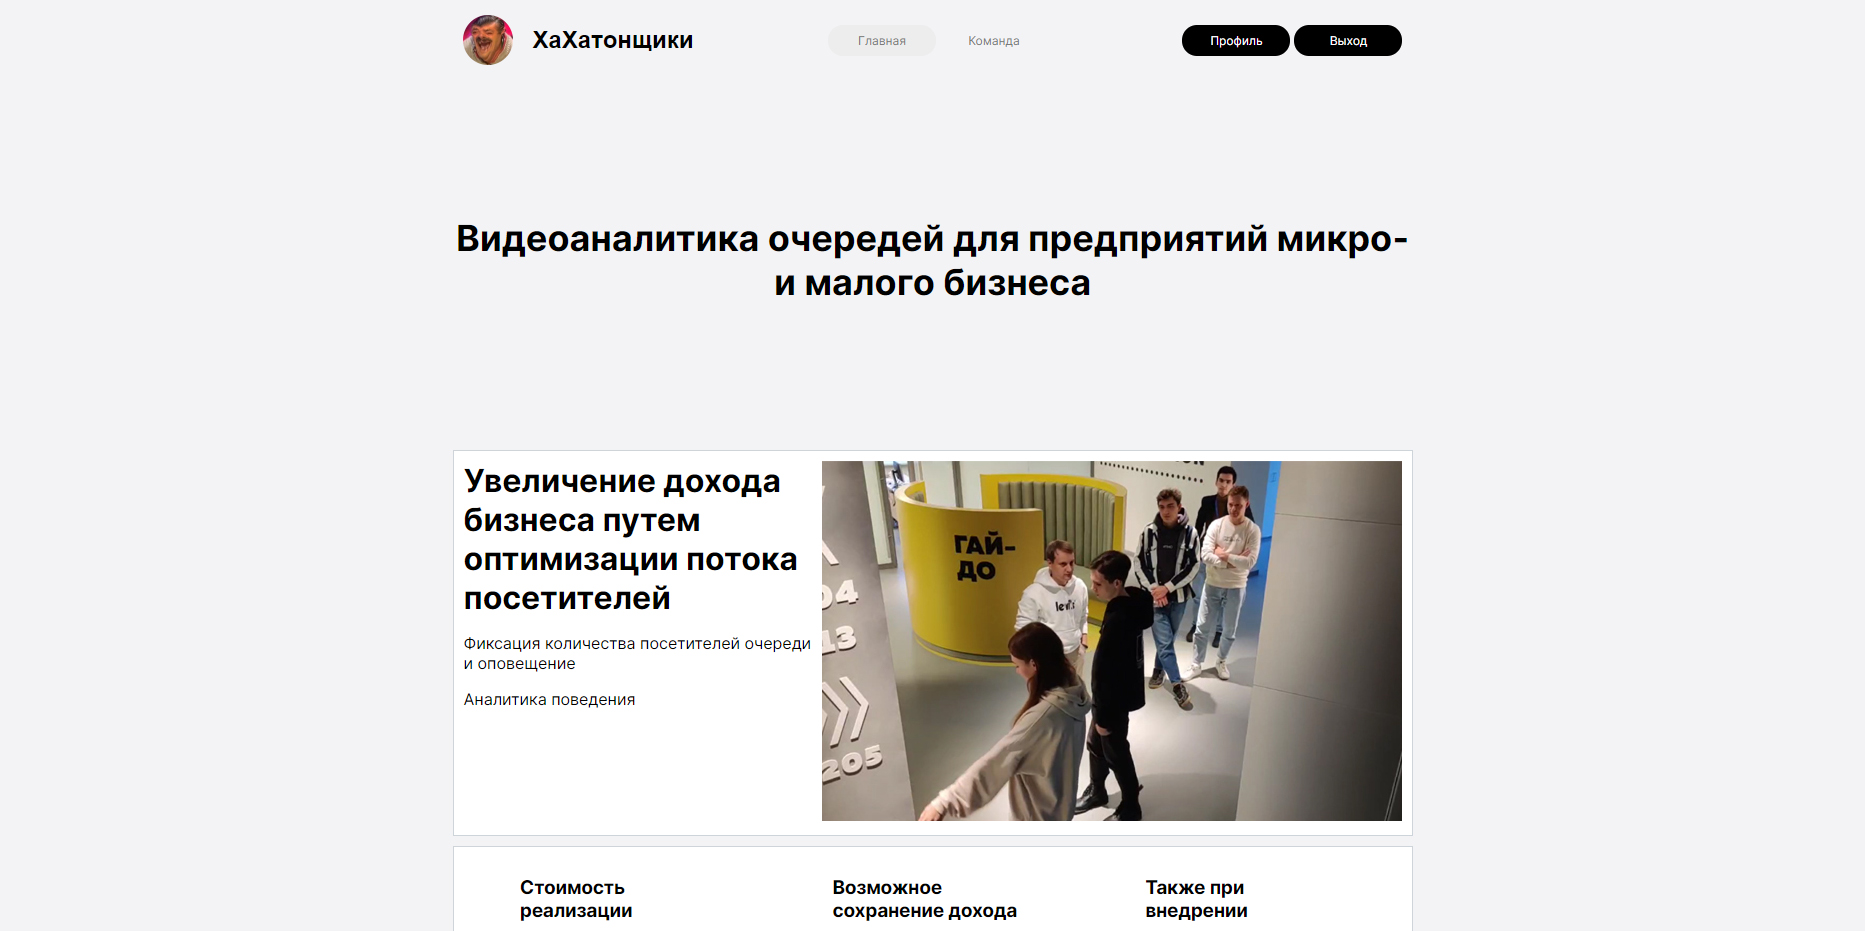 ХаХатонщики
Главная
Команда
Профиль
Выход
Видеоаналитика очередей для предприятий микро-
и малого бизнеса
Увеличение дохода
бизнеса путем
оптимизации потока
посетителей
Фиксация количества посетителей очереди
и оповещение
Аналитика поведения
ГАЙ-
ДО
04
13
205
Стоимость
реализации
Возможное
сохранение дохода
Также при
внедрении